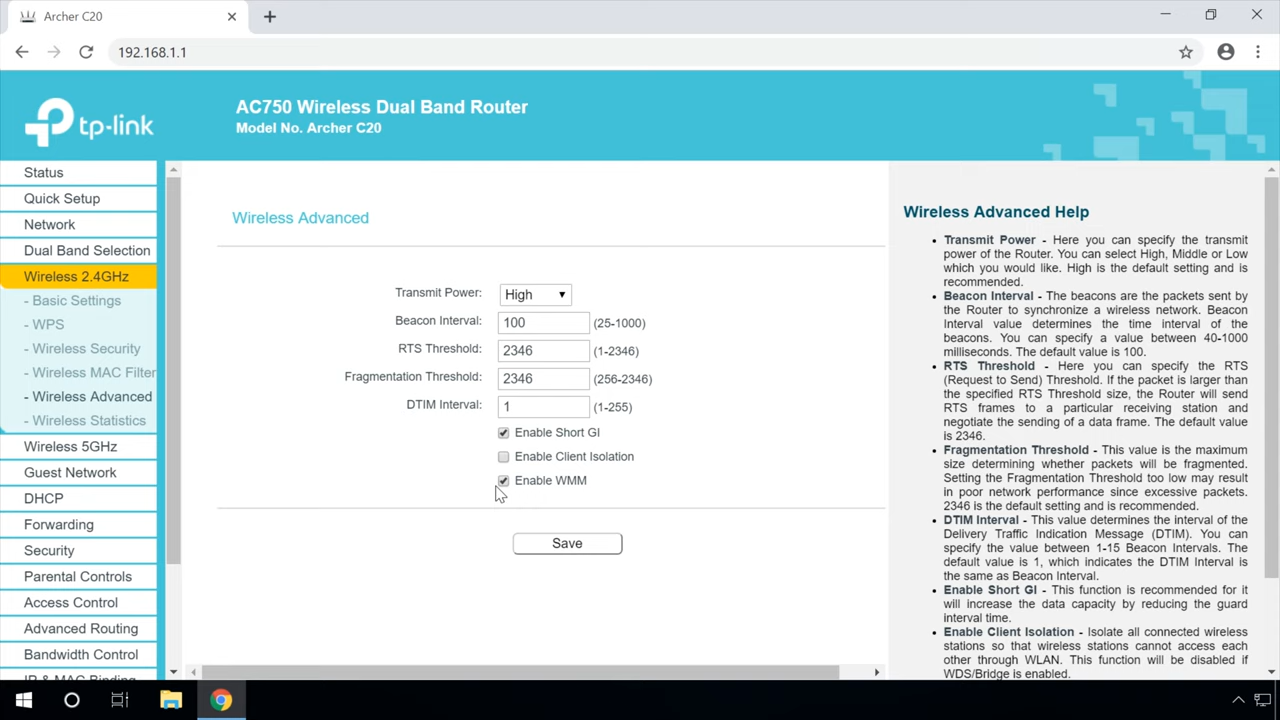 Archer C20
192.168.1.1
tp-link
AC750 Wireless Dual Band Router
Model No. Archer C20
Status
Quick Setup
Network
Dual Band Selection
Wireless 2.4GHz
- Basic Settings
- WPS
- Wireless Security
- Wireless MAC Filter
- Wireless Advanced
- Wireless Statistics
Wireless 5GHz
Guest Network
DHCP
Forwarding
Security
Parental Controls
Access Control
Advanced Routing
Bandwidth Control
IP & MAC Binding
Wireless Advanced
Transmit Power: High
Beacon Interval: 100 (25-1000)
RTS Threshold: 2346 (1-2346)
Fragmentation Threshold: 2346 (256-2346)
DTIM Interval: 1 (1-255)
Enable Short GI
Enable Client Isolation
Enable WMM
Save
Wireless Advanced Help
• Transmit Power - Here you can specify the transmit
power of the Router. You can select High, Middle or Low
which you would like. High is the default setting and is
recommended.
• Beacon Interval - The beacons are the packets sent by
the Router to synchronize a wireless network. Beacon
Interval value determines the time interval of the
beacons. You can specify a value between 40-1000
milliseconds. The default value is 100.
• RTS Threshold - Here you can specify the RTS
(Request to Send) Threshold. If the packet is larger than
the specified RTS Threshold size, the Router will send
RTS frames to a particular receiving station and
negotiate the sending of a data frame. The default value
is 2346.
• Fragmentation Threshold - This value is the maximum
size determining whether packets will be fragmented.
Setting the Fragmentation Threshold too low may result
in poor network performance since excessive packets.
2346 is the default setting and is recommended.
• DTIM Interval - This value determines the interval of the
Delivery Traffic Indication Message (DTIM). You can
specify the value between 1-15 Beacon Intervals. The
default value is 1, which indicates the DTIM Interval is
the same as Beacon Interval.
• Enable Short GI - This function is recommended for it
will increase the data capacity by reducing the guard
interval time.
• Enable Client Isolation - Isolate all connected wireless
stations so that wireless stations cannot access each
other through WLAN. This function will be disabled if
WDS/Bridge is enabled.